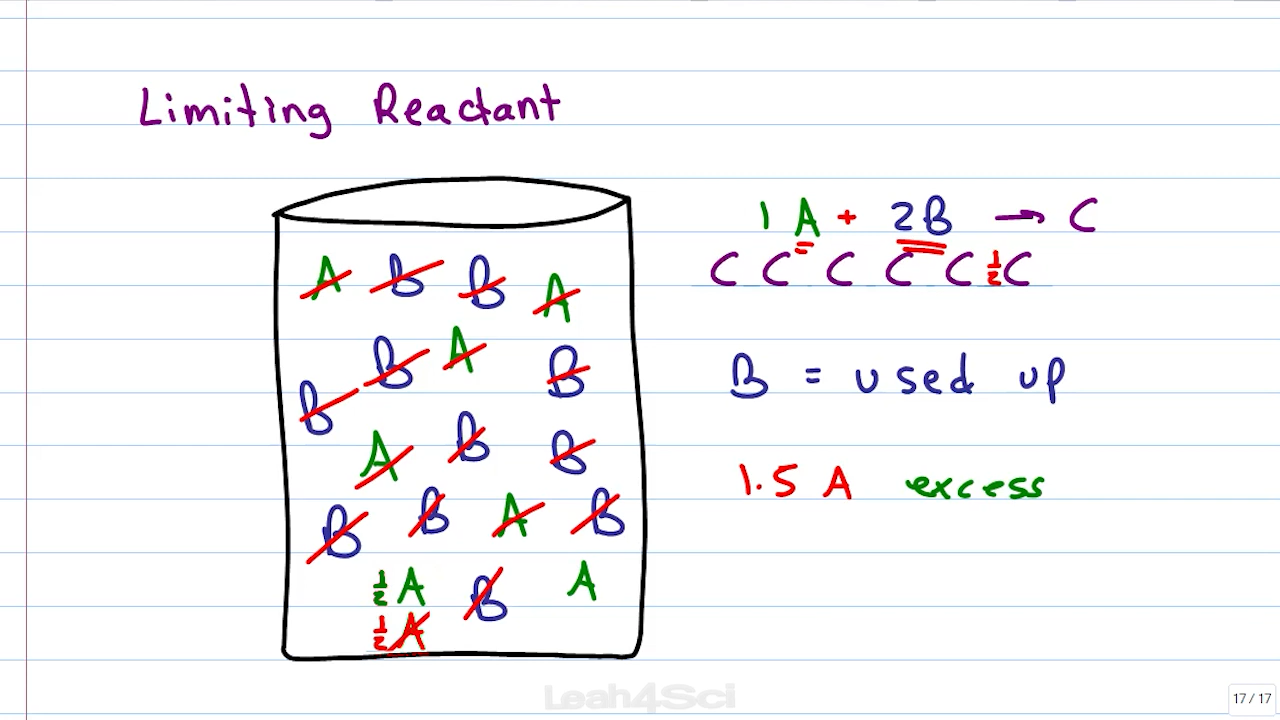 Limiting Reactant
1 A + 2B → C
C C C C C ½C
A B B A
B A B
B
A B B
B B A B
½A B A
½A
B = used up
1.5 A excess
Leah4Sci
17 / 17